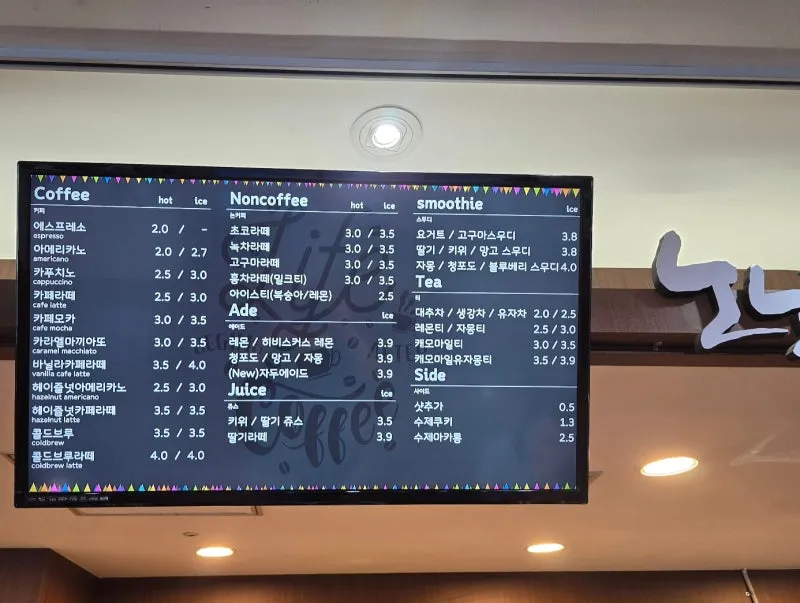 Coffee hot Ice
커피
에스프레소 2.0 / -
espresso
아메리카노 2.0 / 2.7
americano
카푸치노 2.5 / 3.0
cappuccino
카페라떼 2.5 / 3.0
cafe latte
카페모카 3.0 / 3.5
cafe mocha
카라멜마끼아또 3.0 / 3.5
caramel macchiato
바닐라카페라떼 3.5 / 4.0
vanilla cafe latte
헤이즐넛아메리카노 2.5 / 3.0
hazelnut americano
헤이즐넛카페라떼 3.5 / 3.5
hazelnut latte
콜드브루 3.5 / 3.5
coldbrew
콜드브루라떼 4.0 / 4.0
coldbrew latte
Noncoffee hot Ice
논커피
초코라떼 3.0 / 3.5
녹차라떼 3.0 / 3.5
고구마라떼 3.0 / 3.5
홍차라떼(밀크티) 3.0 / 3.5
아이스티(복숭아/레몬) 2.5
Ade Ice
에이드
레몬 / 히비스커스 레몬 3.9
청포도 / 망고 / 자몽 3.9
(New)자두에이드 3.9
Juice Ice
쥬스
키위 / 딸기 쥬스 3.5
딸기라떼 3.9
smoothie Ice
스무디
요거트 / 고구마스무디 3.8
딸기 / 키위 / 망고 스무디 3.8
자몽 / 청포도 / 블루베리 스무디 4.0
Tea
티
대추차 / 생강차 / 유자차 2.0 / 2.5
레몬티 / 자몽티 2.5 / 3.0
캐모마일티 3.0 / 3.5
캐모마일유자몽티 3.5 / 3.9
Side
사이드
샷추가 0.5
수제쿠키 1.3
수제마카롱 2.5
Life
Coffee
노